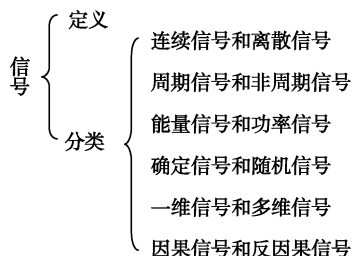 信号
定义
分类
连续信号和离散信号
周期信号和非周期信号
能量信号和功率信号
确定信号和随机信号
一维信号和多维信号
因果信号和反因果信号